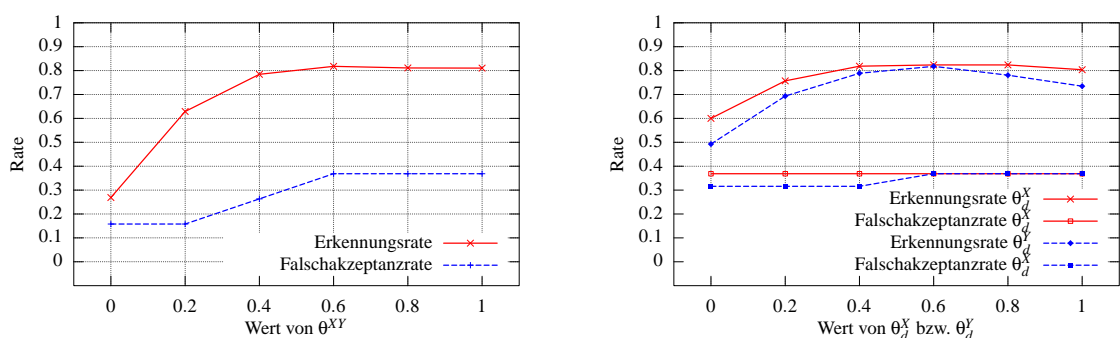 1
0.9
0.8
0.7
0.6
0.5
0.4
0.3
0.2
0.1
0
Rate
Erkennungsrate
Falschakzeptanzrate
0 0.2 0.4 0.6 0.8 1
Wert von θ^XY
1
0.9
0.8
0.7
0.6
0.5
0.4
0.3
0.2
0.1
0
Rate
Erkennungsrate θ_d^X
Falschakzeptanzrate θ_d^X
Erkennungsrate θ_d^Y
Falschakzeptanzrate θ_d^X
0 0.2 0.4 0.6 0.8 1
Wert von θ_d^X bzw. θ_d^Y